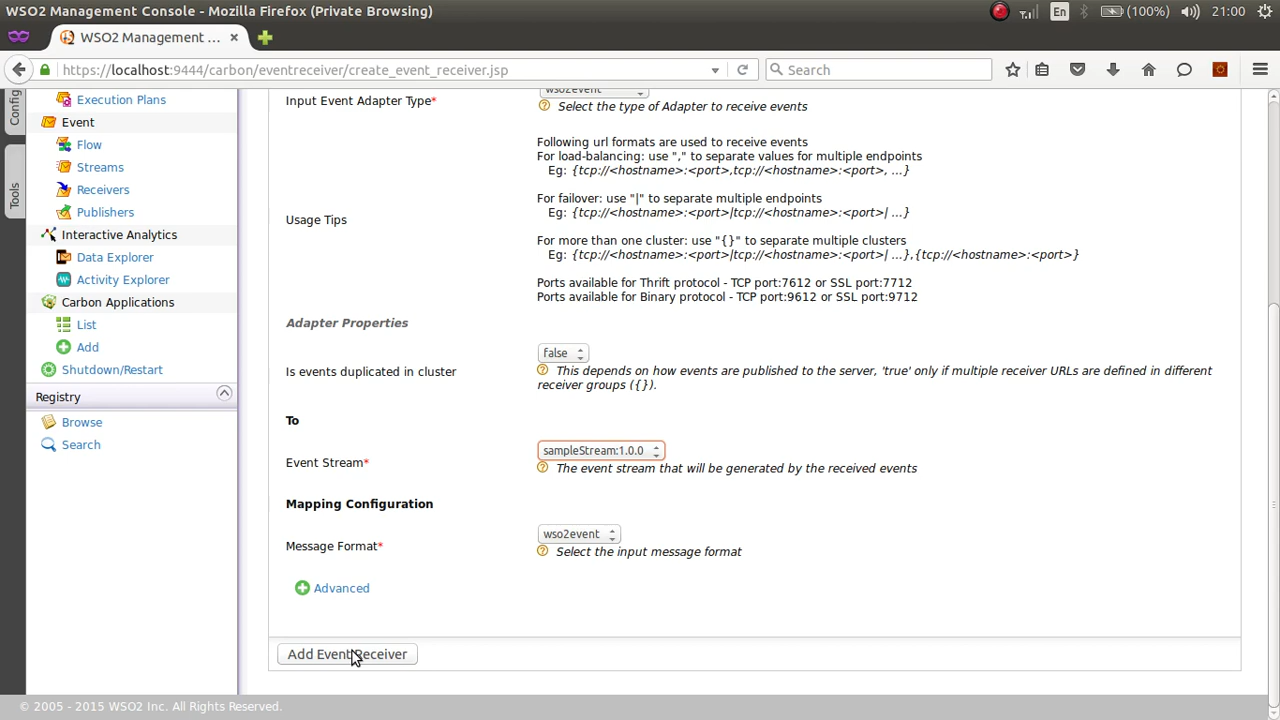 WSO2 Management Console - Mozilla Firefox (Private Browsing)
En
(100%)
21:00
WSO2 Management ...
https://localhost:9444/carbon/eventreceiver/create_event_receiver.jsp
Search
Config
Tools
Execution Plans
Event
Flow
Streams
Receivers
Publishers
Interactive Analytics
Data Explorer
Activity Explorer
Carbon Applications
List
Add
Shutdown/Restart
Registry
Browse
Search
Input Event Adapter Type*
wso2event
Select the type of Adapter to receive events
Usage Tips
Following url formats are used to receive events
For load-balancing: use "," to separate values for multiple endpoints
Eg: {tcp://<hostname>:<port>,tcp://<hostname>:<port>, ...}
For failover: use "|" to separate multiple endpoints
Eg: {tcp://<hostname>:<port>|tcp://<hostname>:<port>| ...}
For more than one cluster: use "{}" to separate multiple clusters
Eg: {tcp://<hostname>:<port>|tcp://<hostname>:<port>| ...},{tcp://<hostname>:<port>}
Ports available for Thrift protocol - TCP port:7612 or SSL port:7712
Ports available for Binary protocol - TCP port:9612 or SSL port:9712
Adapter Properties
Is events duplicated in cluster
false
This depends on how events are published to the server, 'true' only if multiple receiver URLs are defined in different
receiver groups ({}).
To
Event Stream*
sampleStream:1.0.0
The event stream that will be generated by the received events
Mapping Configuration
Message Format*
wso2event
Select the input message format
Advanced
Add Event Receiver
© 2005 - 2015 WSO2 Inc. All Rights Reserved.